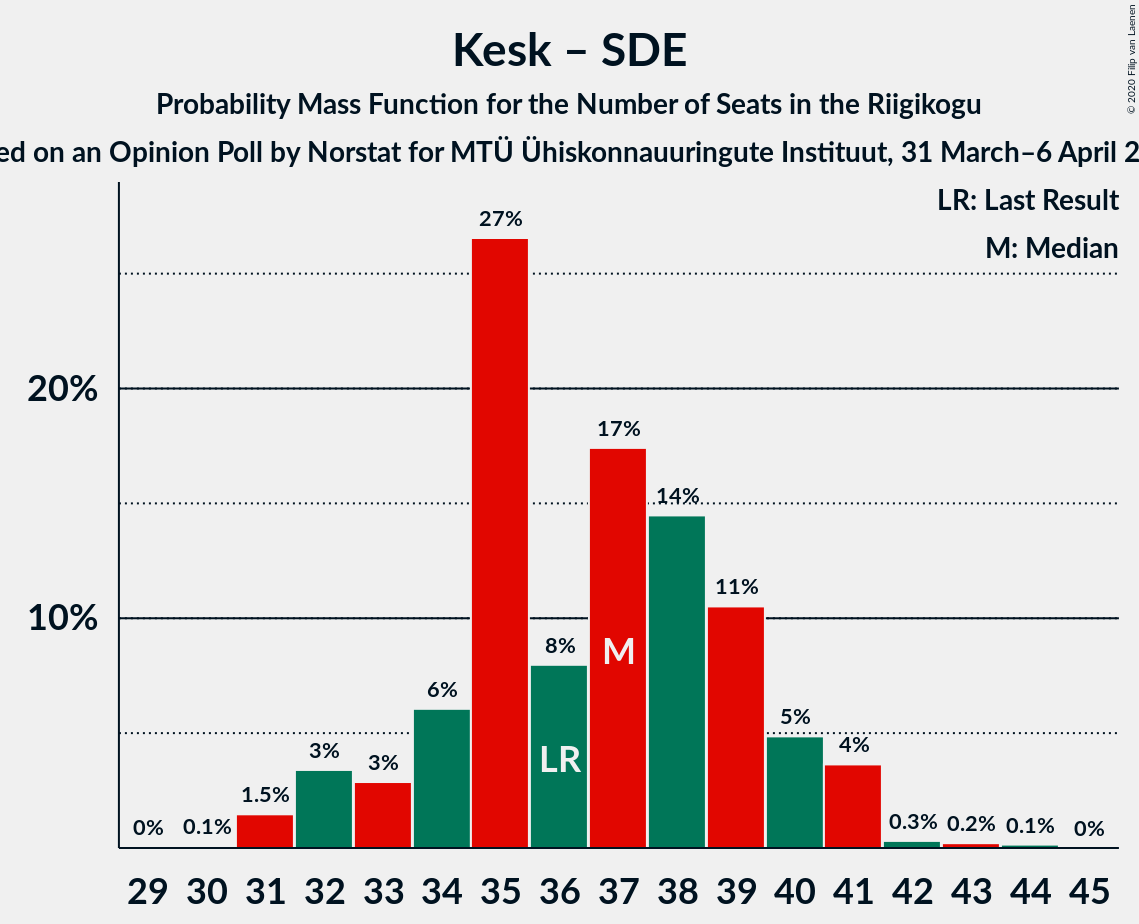 Kesk – SDE
Probability Mass Function for the Number of Seats in the Riigikogu
on an Opinion Poll by Norstat for MTÜ Ühiskonnauuringute Instituut, 31 March–6 April
© 2020 Filip van Laenen
LR: Last Result
M: Median
27%
20%
17%
14%
11%
10%
8%
M
6%
5%
LR
4%
3%
3%
1.5%
0% 0.1%
0.3% 0.2% 0.1% 0%
29 30 31 32 33 34 35 36 37 38 39 40 41 42 43 44 45